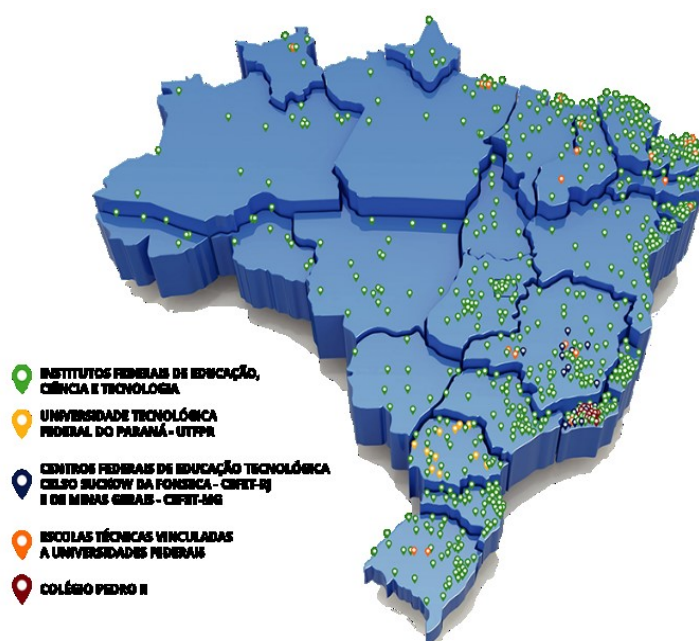 INSTITUTOS FEDERAIS DE EDUCAÇÃO,
CIÊNCIA E TECNOLOGIA
UNIVERSIDADE TECNOLÓGICA
FEDERAL DO PARANÁ - UTFPR
CENTROS FEDERAIS DE EDUCAÇÃO TECNOLÓGICA
CELSO SUCKOW DA FONSECA - CEFET-RJ
E DE MINAS GERAIS - CEFET-MG
ESCOLAS TÉCNICAS VINCULADAS
A UNIVERSIDADES FEDERAIS
COLÉGIO PEDRO II